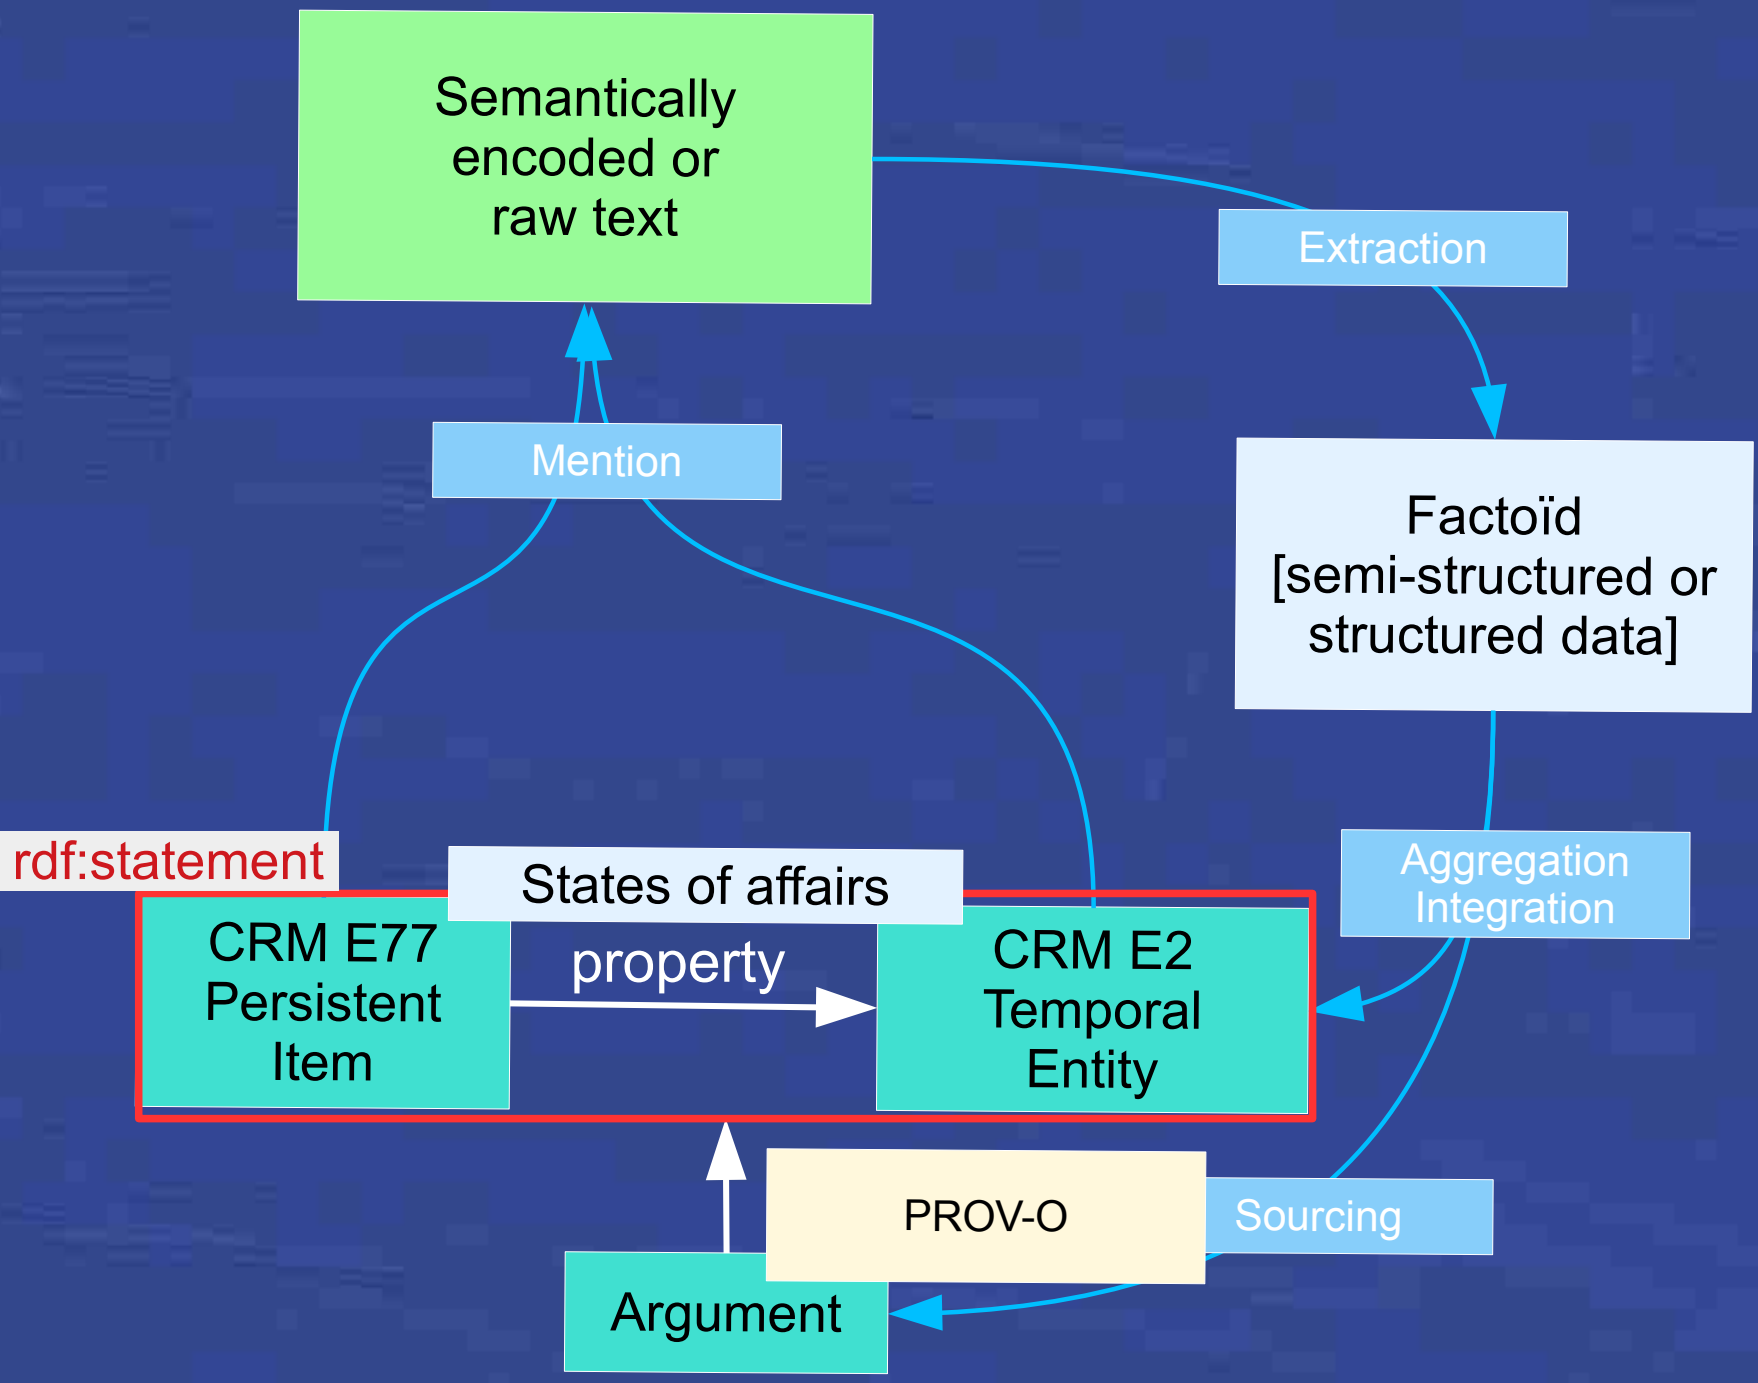 Semantically
encoded or
raw text
Extraction
Mention
Factoïd
[semi-structured or
structured data]
rdf:statement
States of affairs
Aggregation
Integration
CRM E77
Persistent
Item
property
CRM E2
Temporal
Entity
PROV-O
Sourcing
Argument